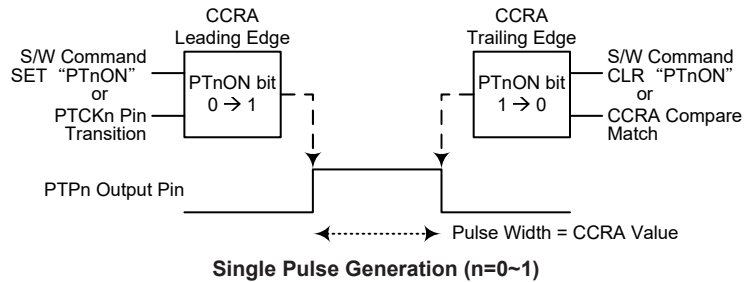 CCRA
Leading Edge
S/W Command
SET “PTnON”
or
PTCKn Pin
Transition
PTnON bit
0 → 1
CCRA
Trailing Edge
PTnON bit
1 → 0
S/W Command
CLR “PTnON”
or
CCRA Compare
Match
PTPn Output Pin
Pulse Width = CCRA Value
Single Pulse Generation (n=0~1)